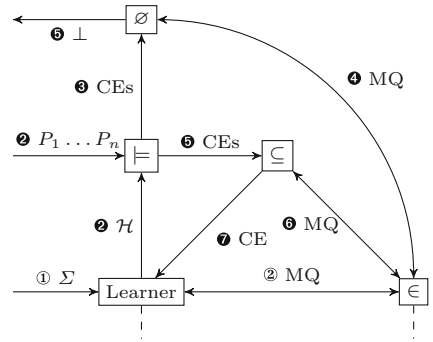 ∅
❺ ⊥
❹ MQ
❸ CEs
❷ P₁ … Pₙ
⊨
❺ CEs
⊆
❷ ℋ
❻ MQ
❼ CE
① Σ
Learner
② MQ
∈